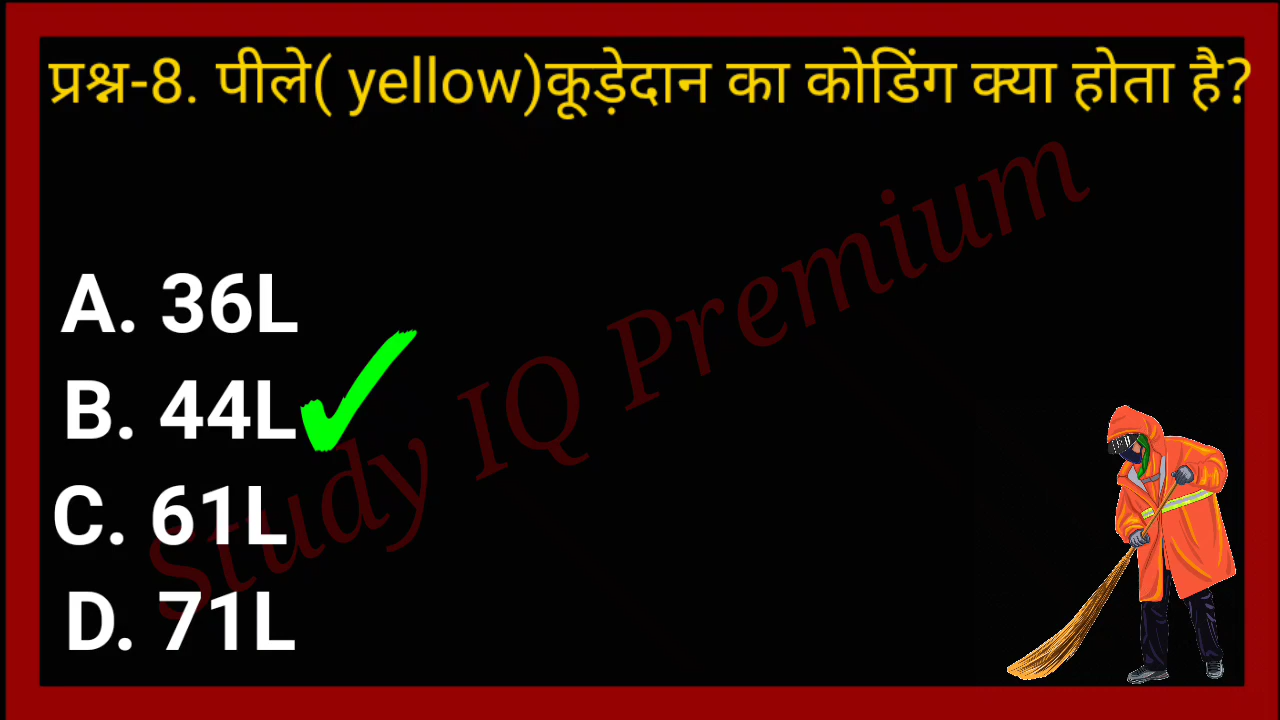 प्रश्न-8. पीले( yellow)कूड़ेदान का कोडिंग क्या होता है?
A. 36L
B. 44L
C. 61L
D. 71L
Study IQ Premium